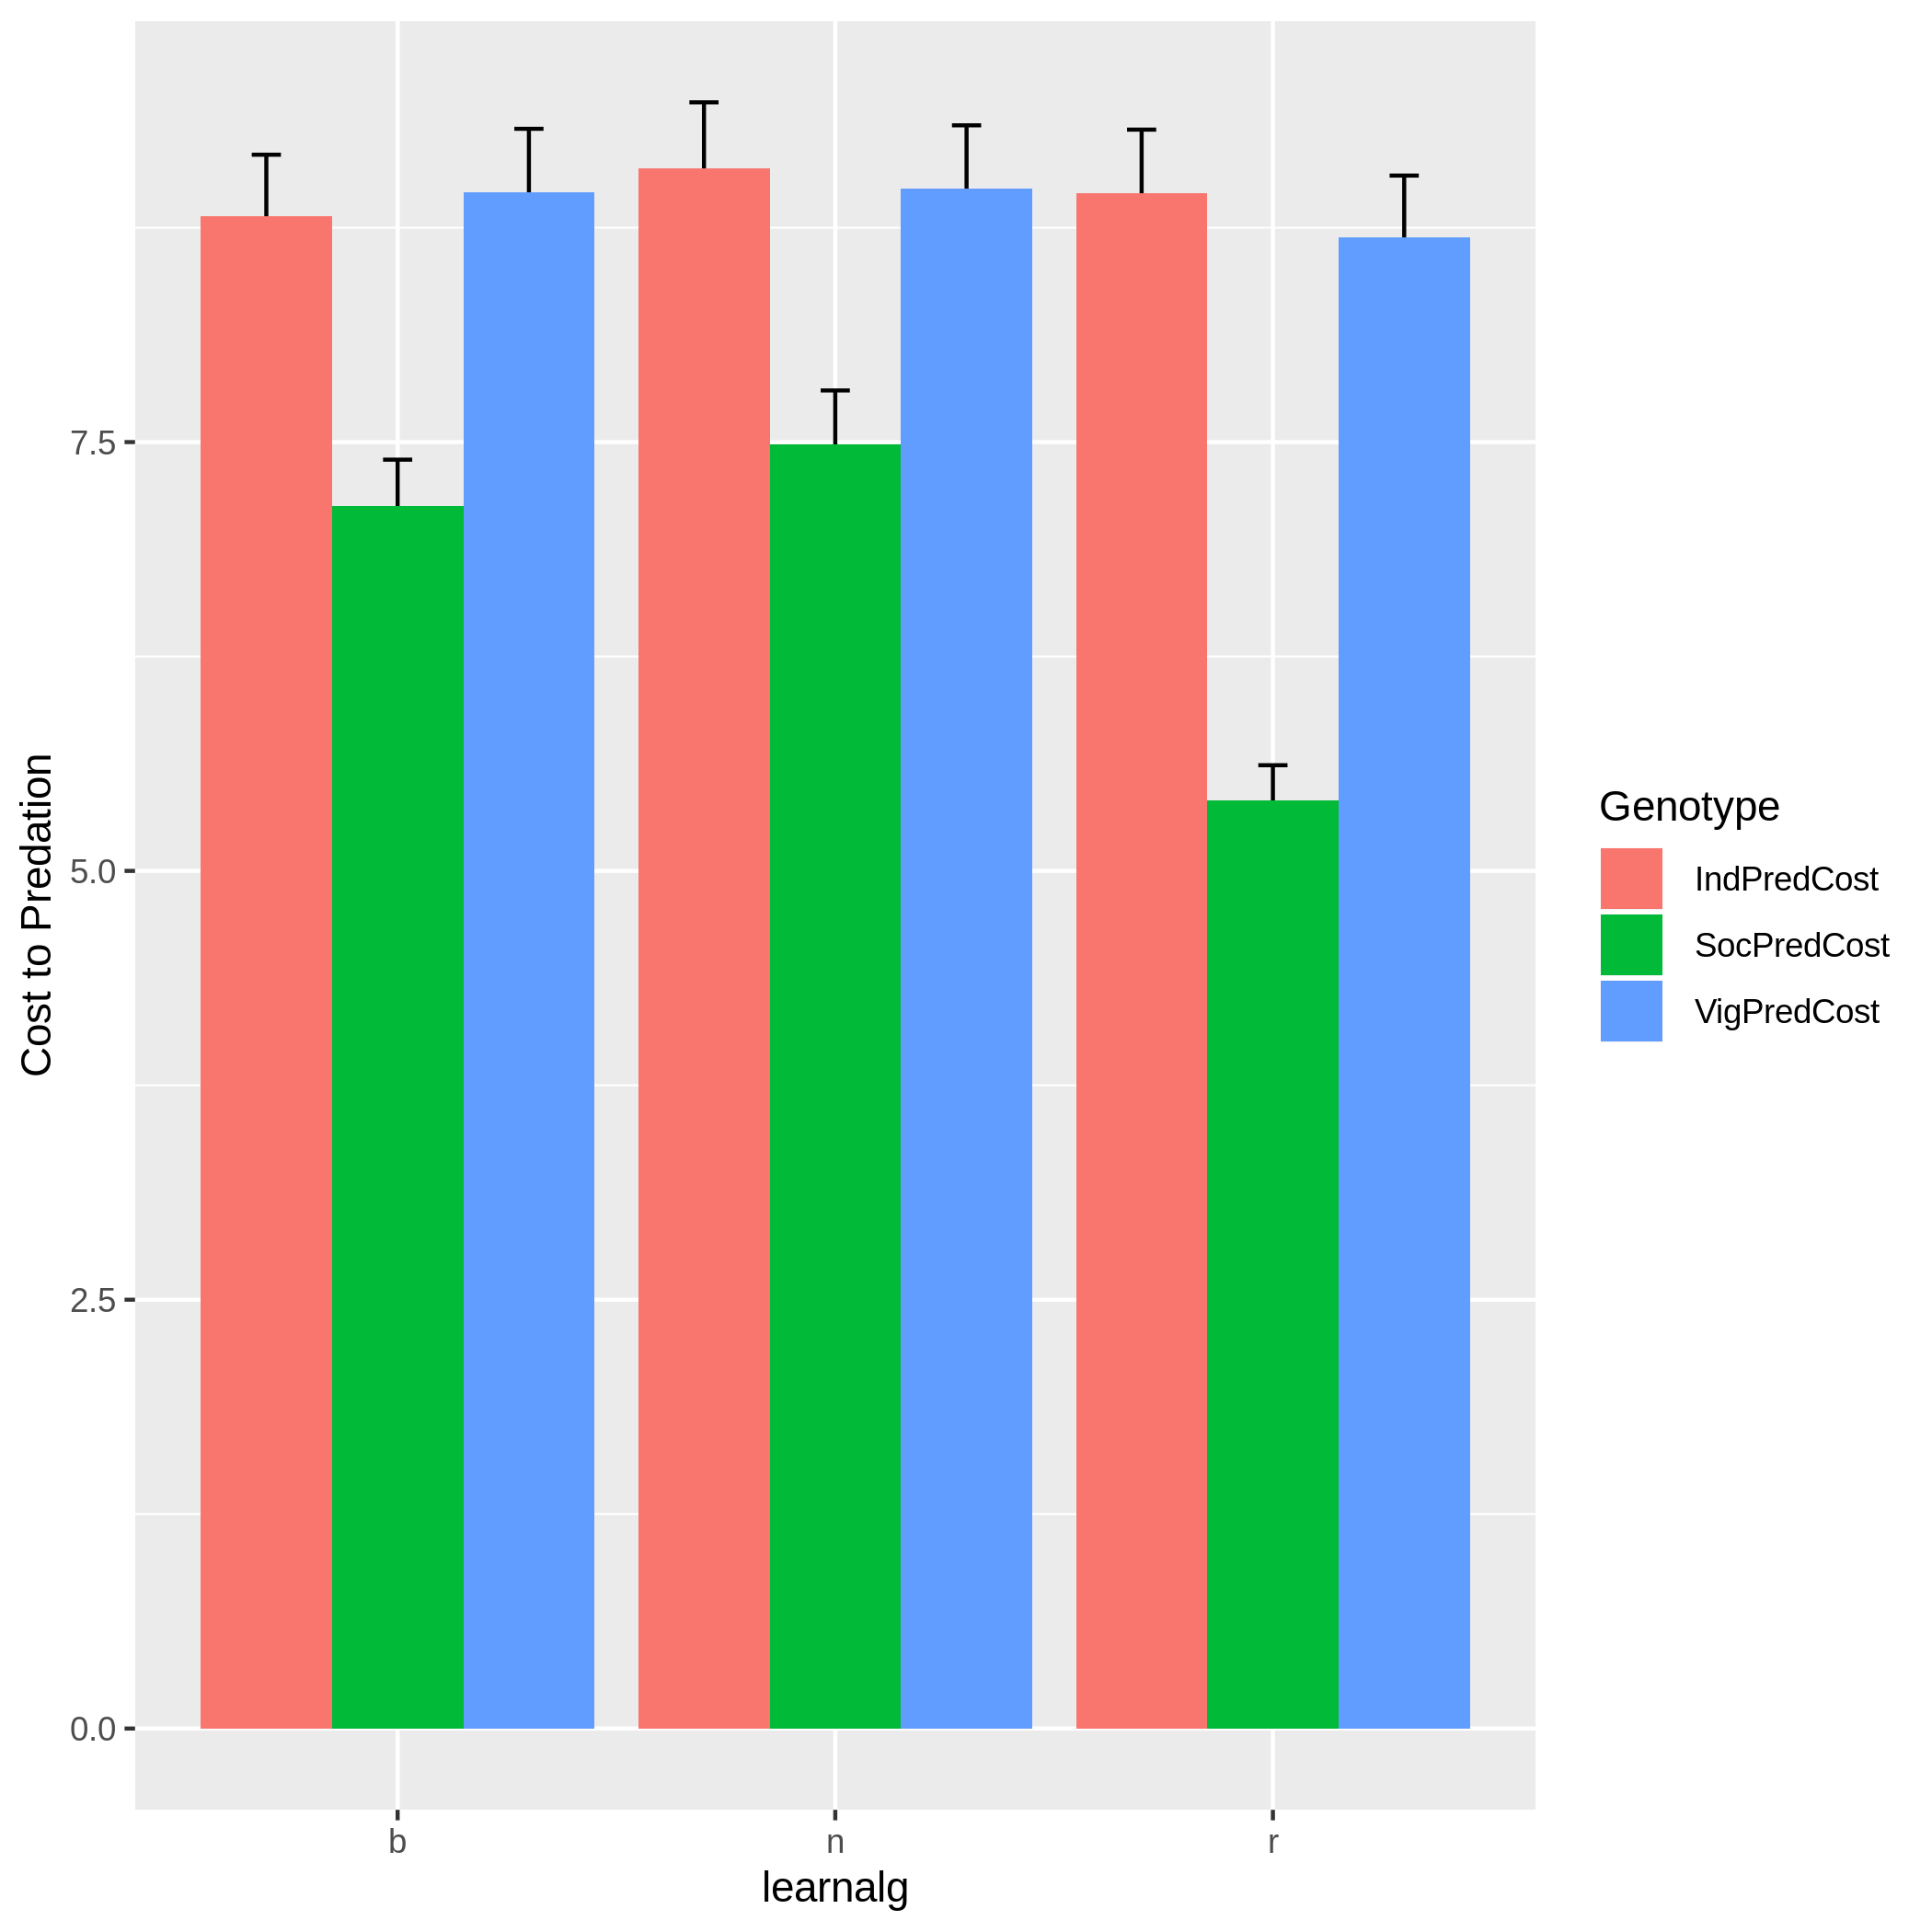 Cost to Predation
7.5
5.0
2.5
0.0
b n r
learnalg
Genotype
IndPredCost
SocPredCost
VigPredCost